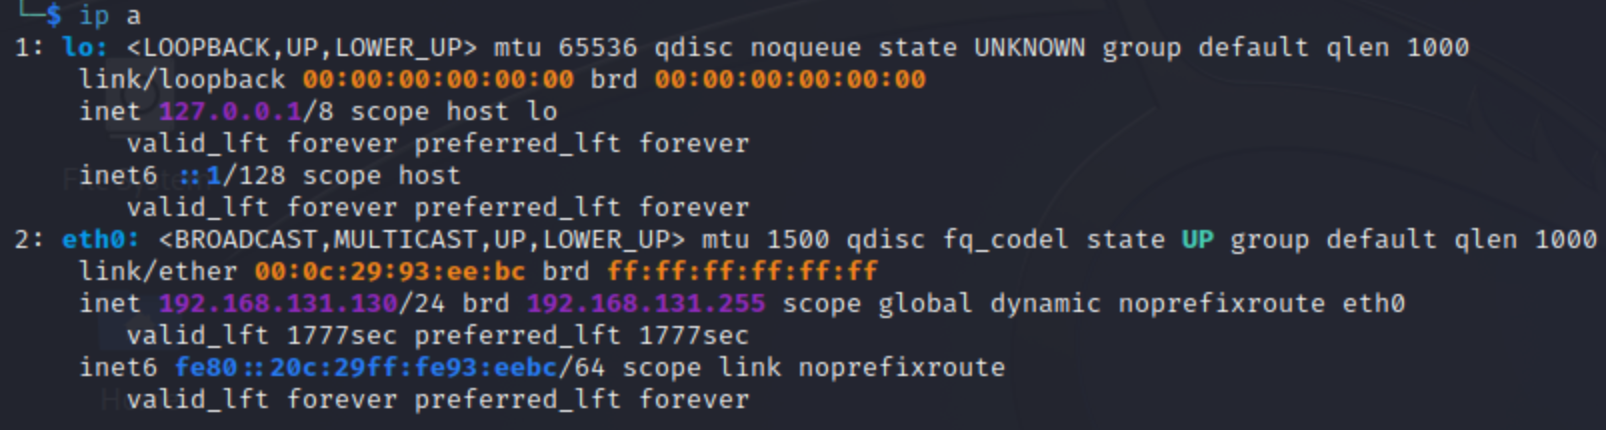 └─$ ip a
1: lo: <LOOPBACK,UP,LOWER_UP> mtu 65536 qdisc noqueue state UNKNOWN group default qlen 1000
link/loopback 00:00:00:00:00:00 brd 00:00:00:00:00:00
inet 127.0.0.1/8 scope host lo
valid_lft forever preferred_lft forever
inet6 ::1/128 scope host
valid_lft forever preferred_lft forever
2: eth0: <BROADCAST,MULTICAST,UP,LOWER_UP> mtu 1500 qdisc fq_codel state UP group default qlen 1000
link/ether 00:0c:29:93:ee:bc brd ff:ff:ff:ff:ff:ff
inet 192.168.131.130/24 brd 192.168.131.255 scope global dynamic noprefixroute eth0
valid_lft 1777sec preferred_lft 1777sec
inet6 fe80::20c:29ff:fe93:eebc/64 scope link noprefixroute
valid_lft forever preferred_lft forever